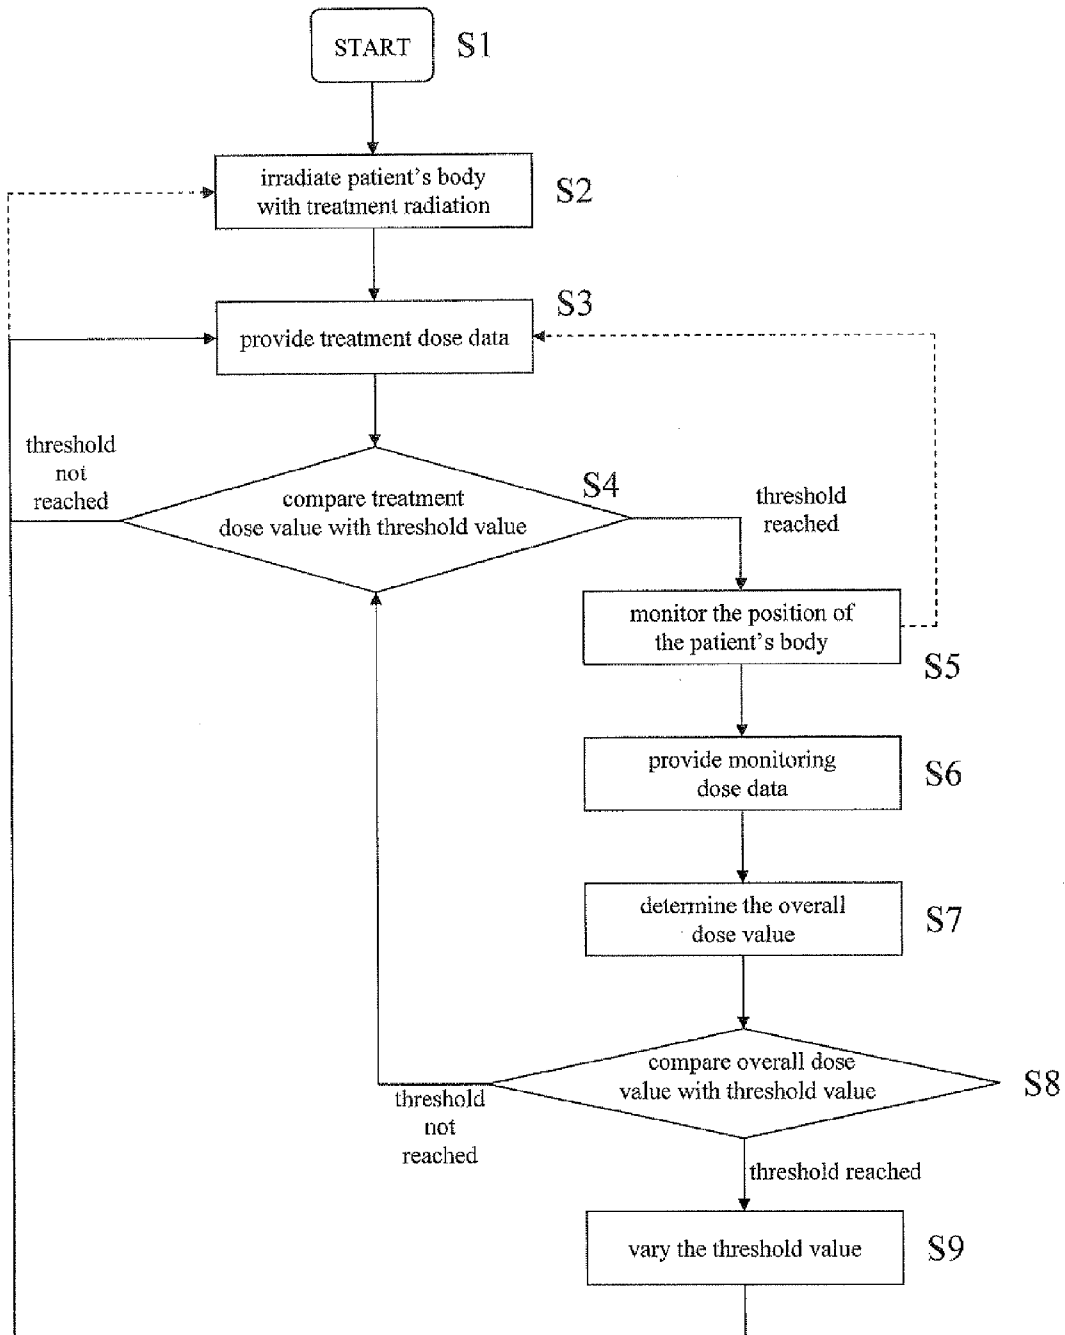 START
S1
irradiate patient's body
with treatment radiation
S2
S3
provide treatment dose data
threshold
not
reached
compare treatment
dose value with threshold value
S4
threshold
reached
monitor the position of
the patient's body
S5
provide monitoring
dose data
S6
determine the overall
dose value
S7
compare overall dose
value with threshold value
S8
threshold
not
reached
threshold reached
vary the threshold value
S9